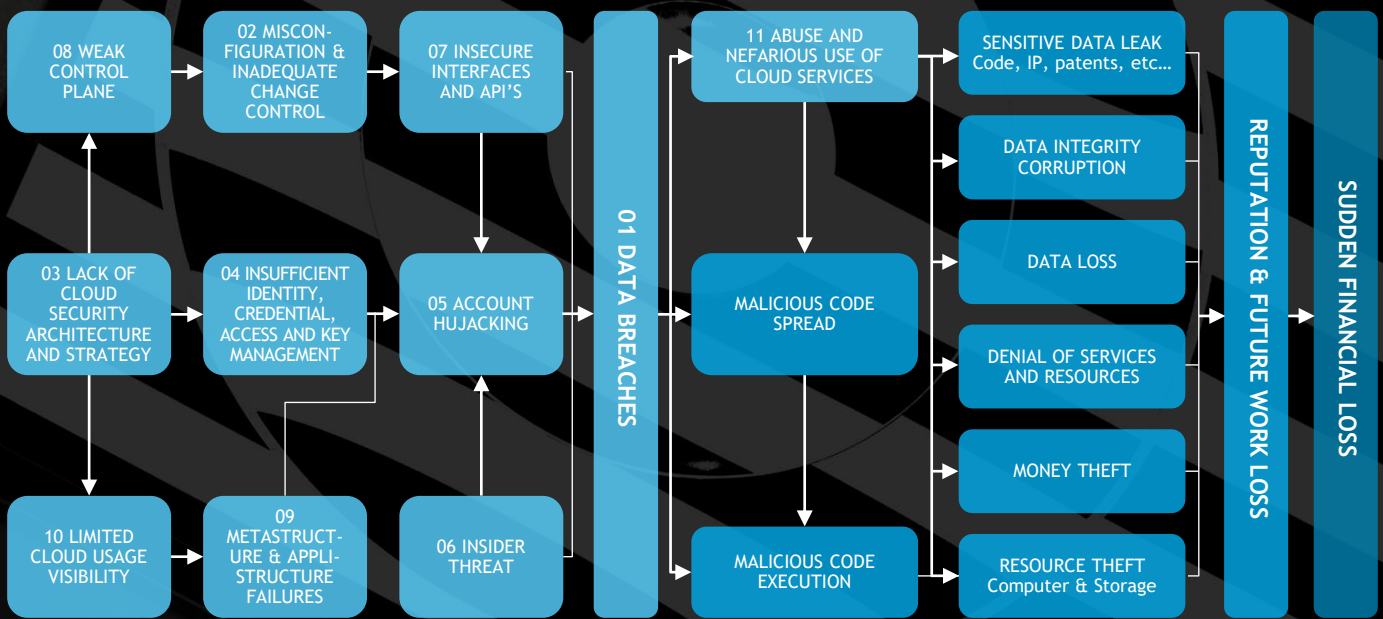 08 WEAK
CONTROL
PLANE
02 MISCON-
FIGURATION &
INADEQUATE
CHANGE
CONTROL
07 INSECURE
INTERFACES
AND API'S
11 ABUSE AND
NEFARIOUS USE OF
CLOUD SERVICES
SENSITIVE DATA LEAK
Code, IP, patents, etc…
DATA INTEGRITY
CORRUPTION
03 LACK OF
CLOUD
SECURITY
ARCHITECTURE
AND STRATEGY
04 INSUFFICIENT
IDENTITY,
CREDENTIAL,
ACCESS AND KEY
MANAGEMENT
05 ACCOUNT
HUJACKING
01 DATA BREACHES
MALICIOUS CODE
SPREAD
DATA LOSS
DENIAL OF SERVICES
AND RESOURCES
REPUTATION & FUTURE WORK LOSS
SUDDEN FINANCIAL LOSS
MONEY THEFT
10 LIMITED
CLOUD USAGE
VISIBILITY
09
METASTRUCT-
URE & APPLI-
STRUCTURE
FAILURES
06 INSIDER
THREAT
MALICIOUS CODE
EXECUTION
RESOURCE THEFT
Computer & Storage